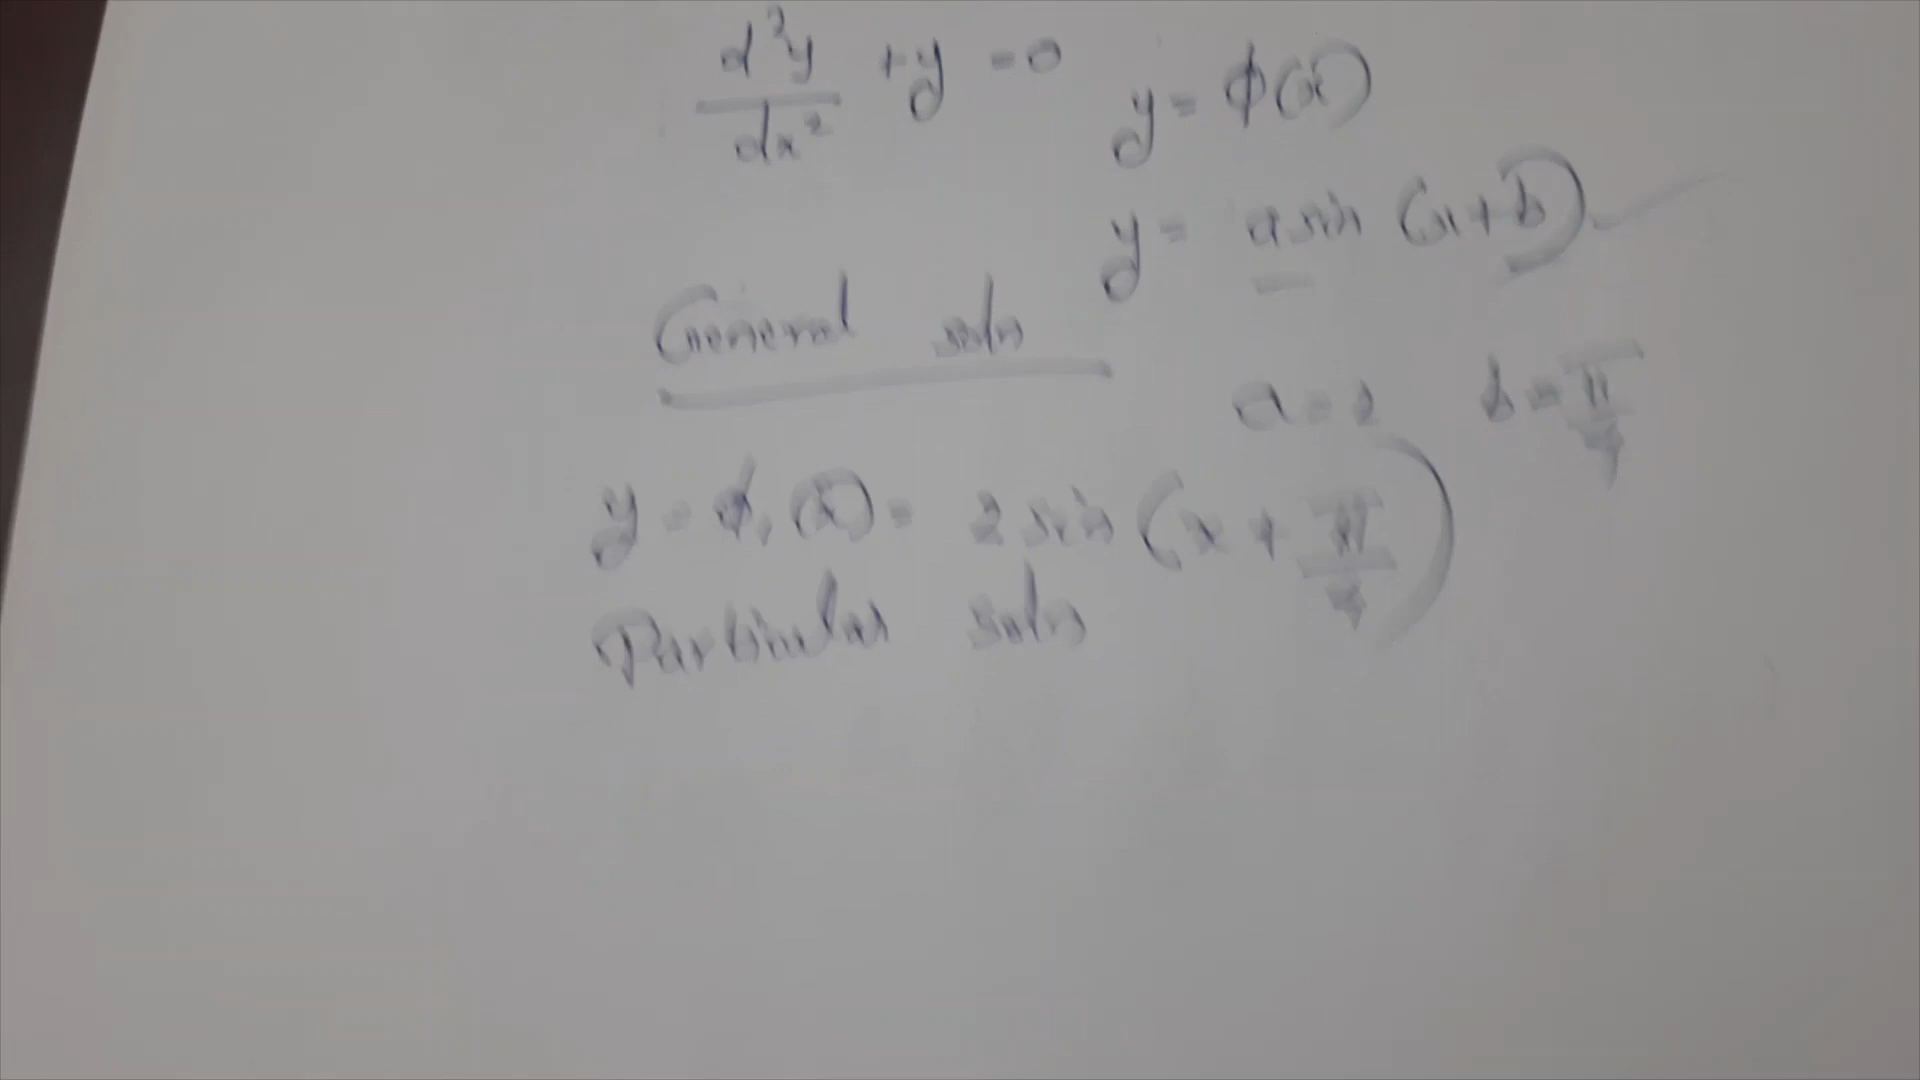 d²y/dx² + y = 0
y = φ(x)
y = a sin (x+b)
General soln
a = 2 b = π/4
y = φ₁(x) = 2 sin (x + π/4)
Particular soln